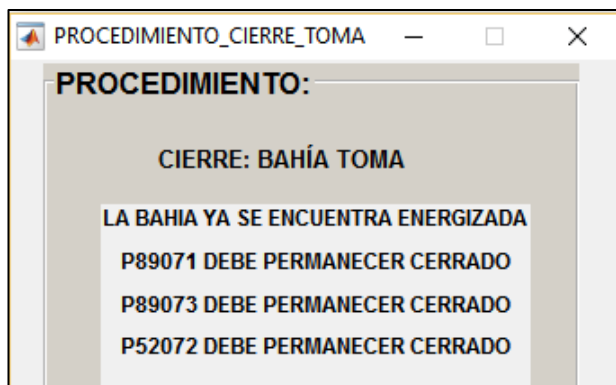 PROCEDIMIENTO_CIERRE_TOMA
PROCEDIMIENTO:
CIERRE: BAHÍA TOMA
LA BAHIA YA SE ENCUENTRA ENERGIZADA
P89071 DEBE PERMANECER CERRADO
P89073 DEBE PERMANECER CERRADO
P52072 DEBE PERMANECER CERRADO